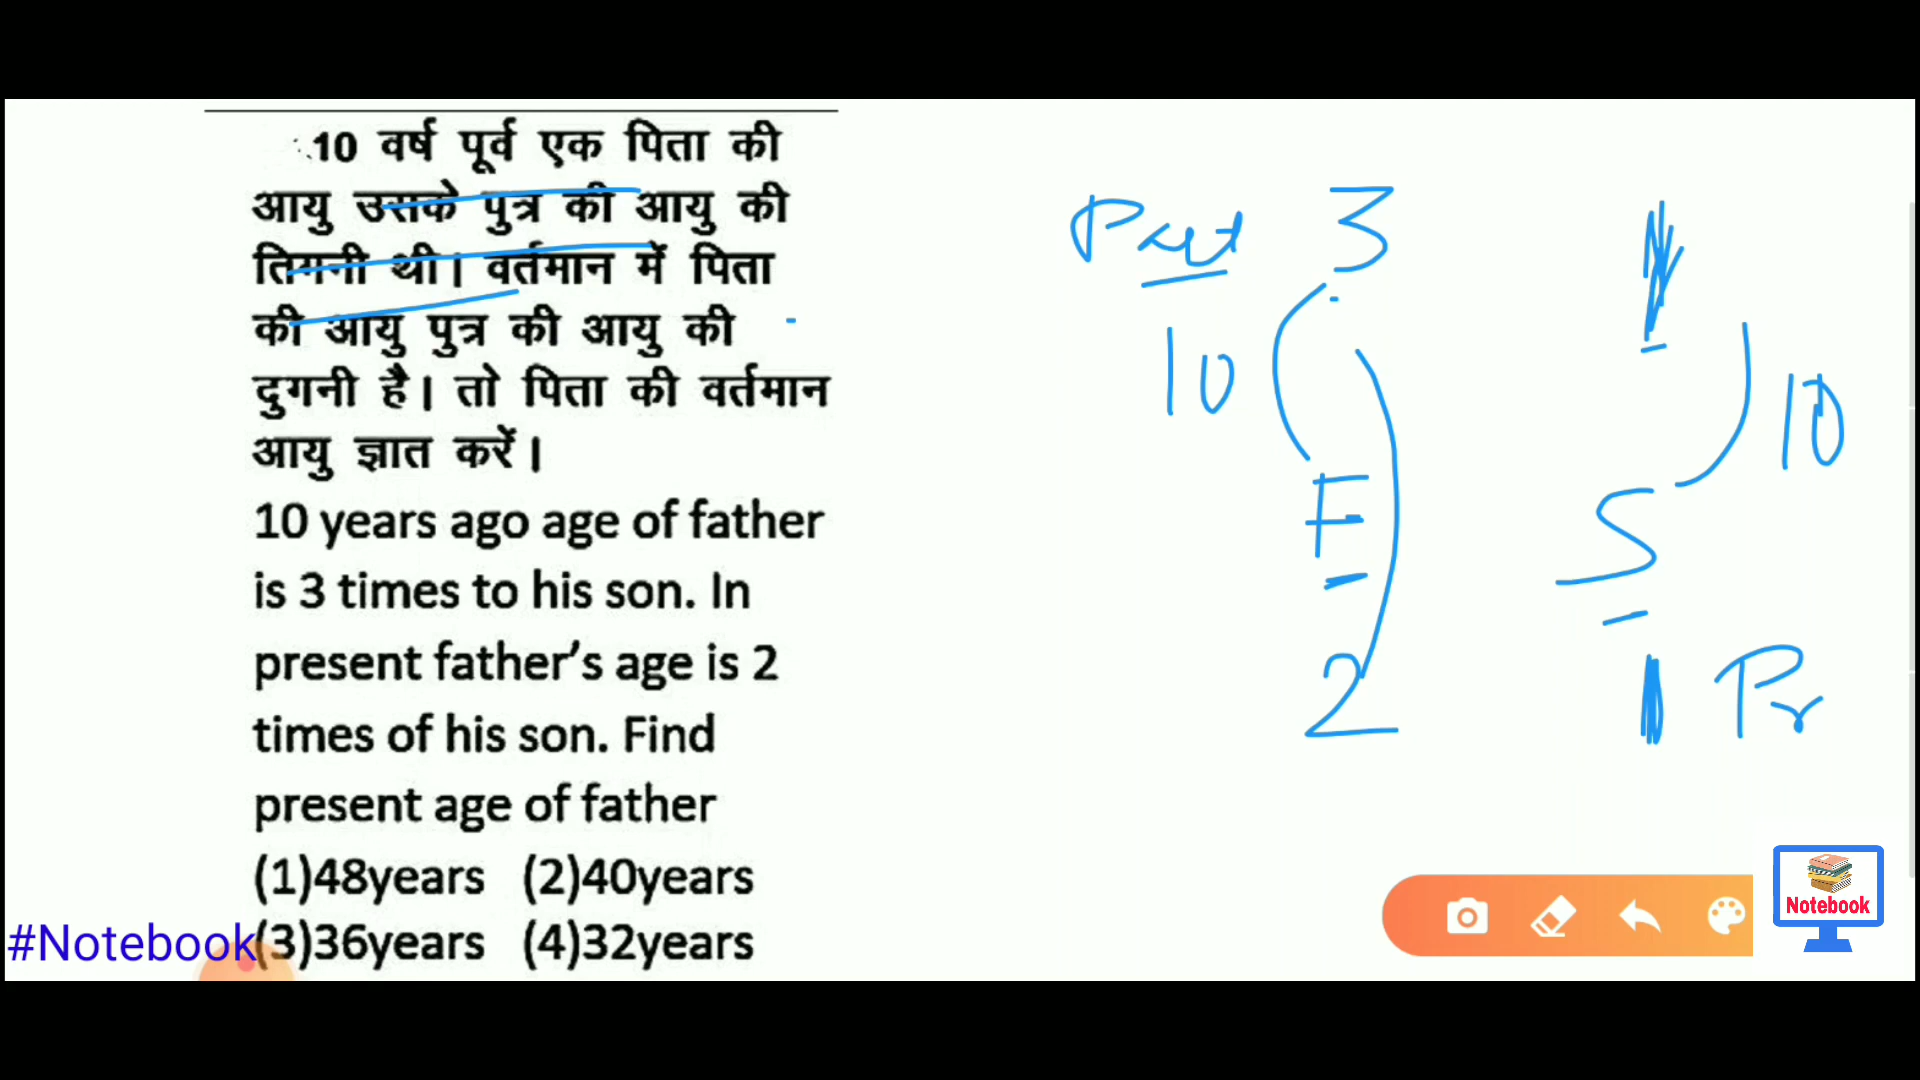 10 वर्ष पूर्व एक पिता की
आयु उसके पुत्र की आयु की
तिगनी थी। वर्तमान में पिता
की आयु पुत्र की आयु की
दुगनी है। तो पिता की वर्तमान
आयु ज्ञात करें।
10 years ago age of father
is 3 times to his son. In
present father's age is 2
times of his son. Find
present age of father
(1)48years (2)40years
(3)36years (4)32years
#Notebook
3
10
10
F
S
2
1 Pr
Notebook